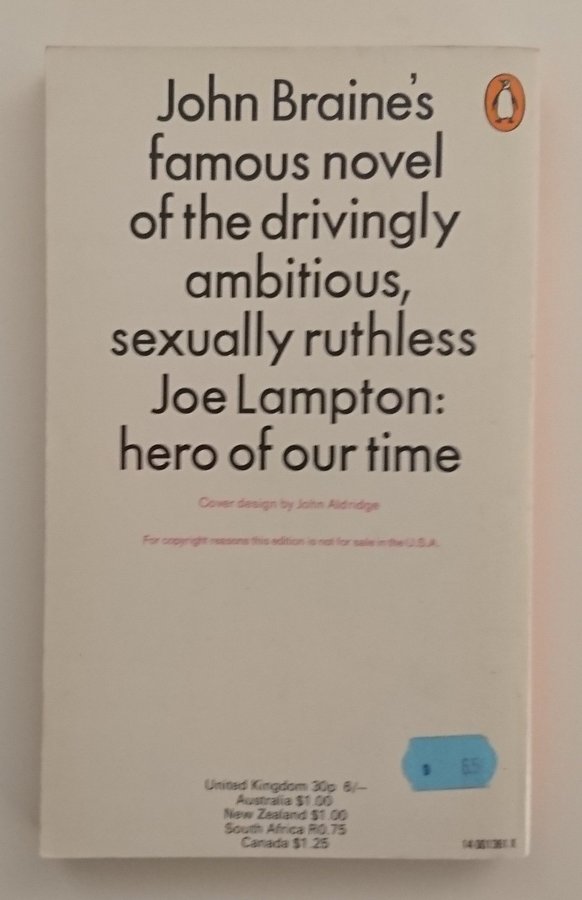 John Braine's
famous novel
of the drivingly
ambitious,
sexually ruthless
Joe Lampton:
hero of our time
Cover design by John Aldridge
For copyright reasons this edition is not for sale in the U.S.A.
United Kingdom 30p 6/-
Australia $1.00
New Zealand $1.00
South Africa R0.75
Canada $1.25